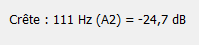 Crête : 111 Hz (A2) = -24,7 dB